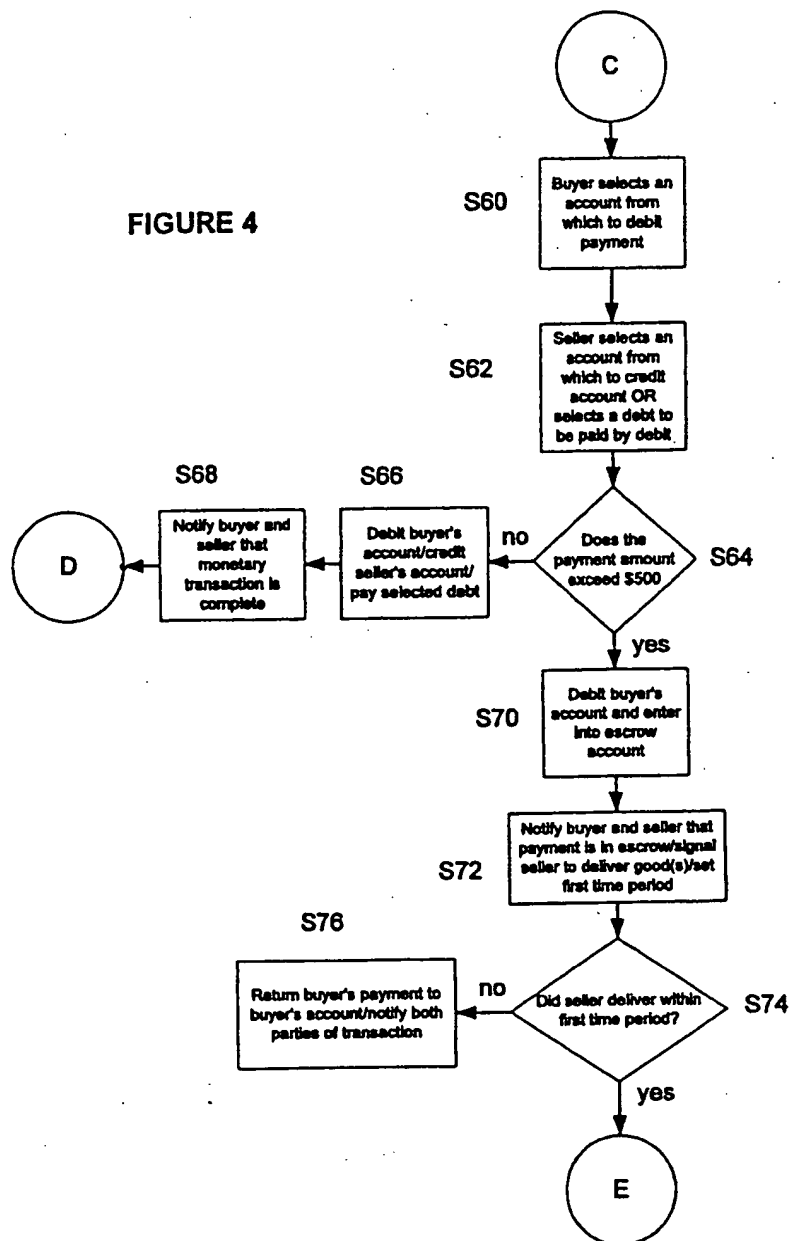 C
FIGURE 4
S60
Buyer selects an
account from
which to debit
payment
S62
Seller selects an
account from
which to credit
account OR
selects a debt to
be paid by debit
S68
S66
D
Notify buyer and
seller that
monetary
transaction is
complete
Debit buyer's
account/credit
seller's account/
pay selected debt
no
Does the
payment amount
exceed $500
S64
yes
S70
Debit buyer's
account and enter
into escrow
account
S72
Notify buyer and seller that
payment is in escrow/signal
seller to deliver good(s)/set
first time period
S76
Return buyer's payment to
buyer's account/notify both
parties of transaction
no
Did seller deliver within
first time period?
S74
yes
E